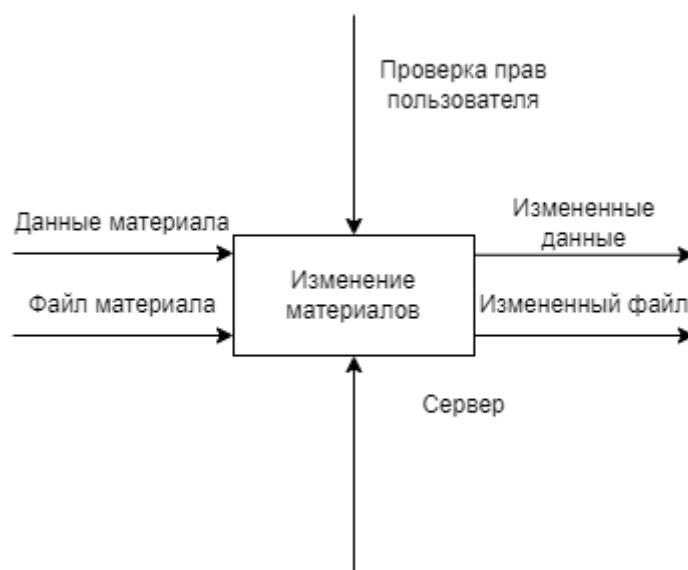 Проверка прав
пользователя
Данные материала
Измененные
данные
Изменение
материалов
Файл материала
Измененный файл
Сервер